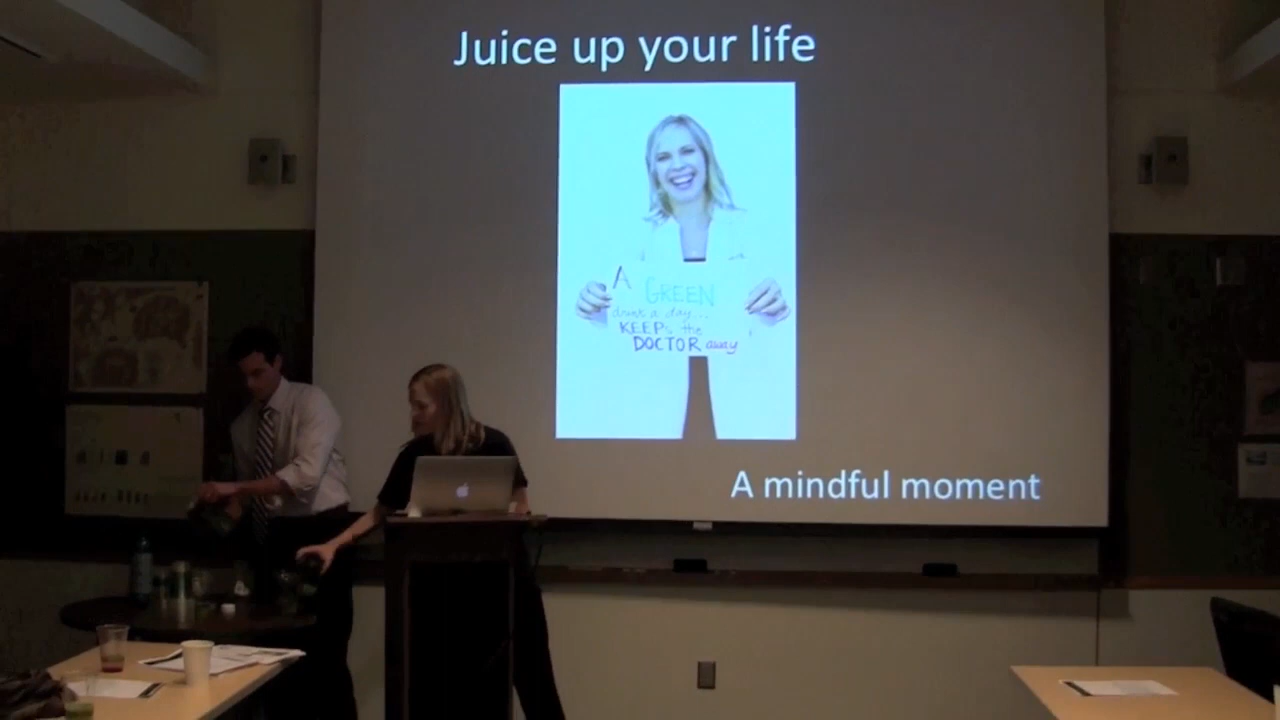 Juice up your life
A
GREEN
drink a day...
KEEPs the
DOCTOR away
A mindful moment